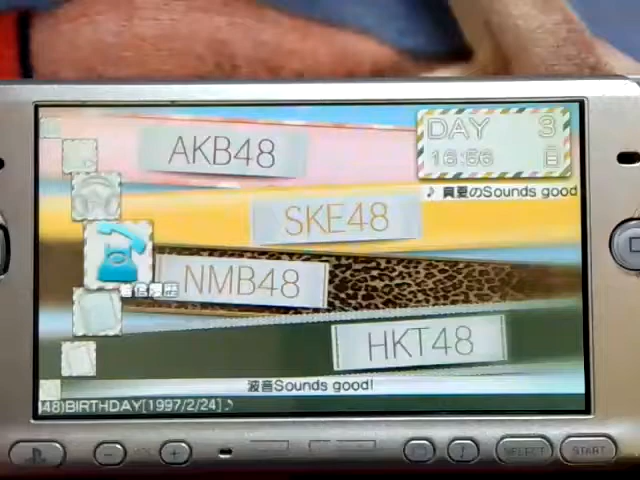 AKB48
DAY 3
16:56
♪ 真夏のSounds good
SKE48
NMB48
着信履歴
HKT48
波音Sounds good!
48)BIRTHDAY[1997/2/24]♪
SELECT
START